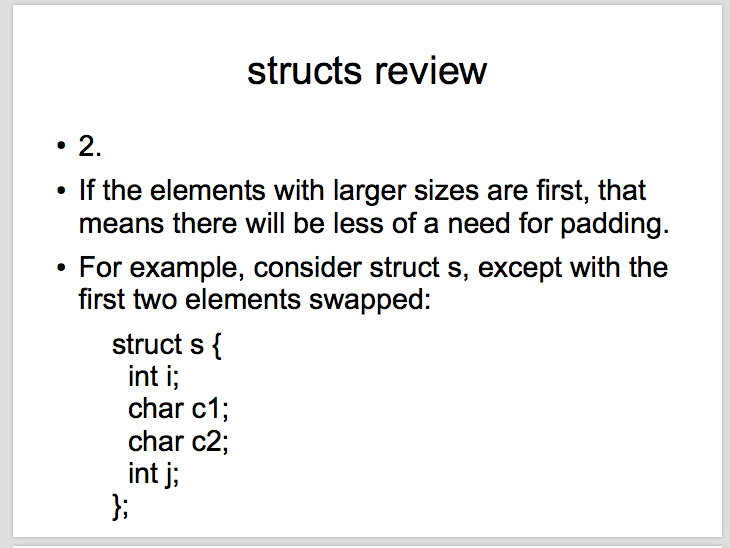 structs review
• 2.
• If the elements with larger sizes are first, that
means there will be less of a need for padding.
• For example, consider struct s, except with the
first two elements swapped:
struct s {
int i;
char c1;
char c2;
int j;
};